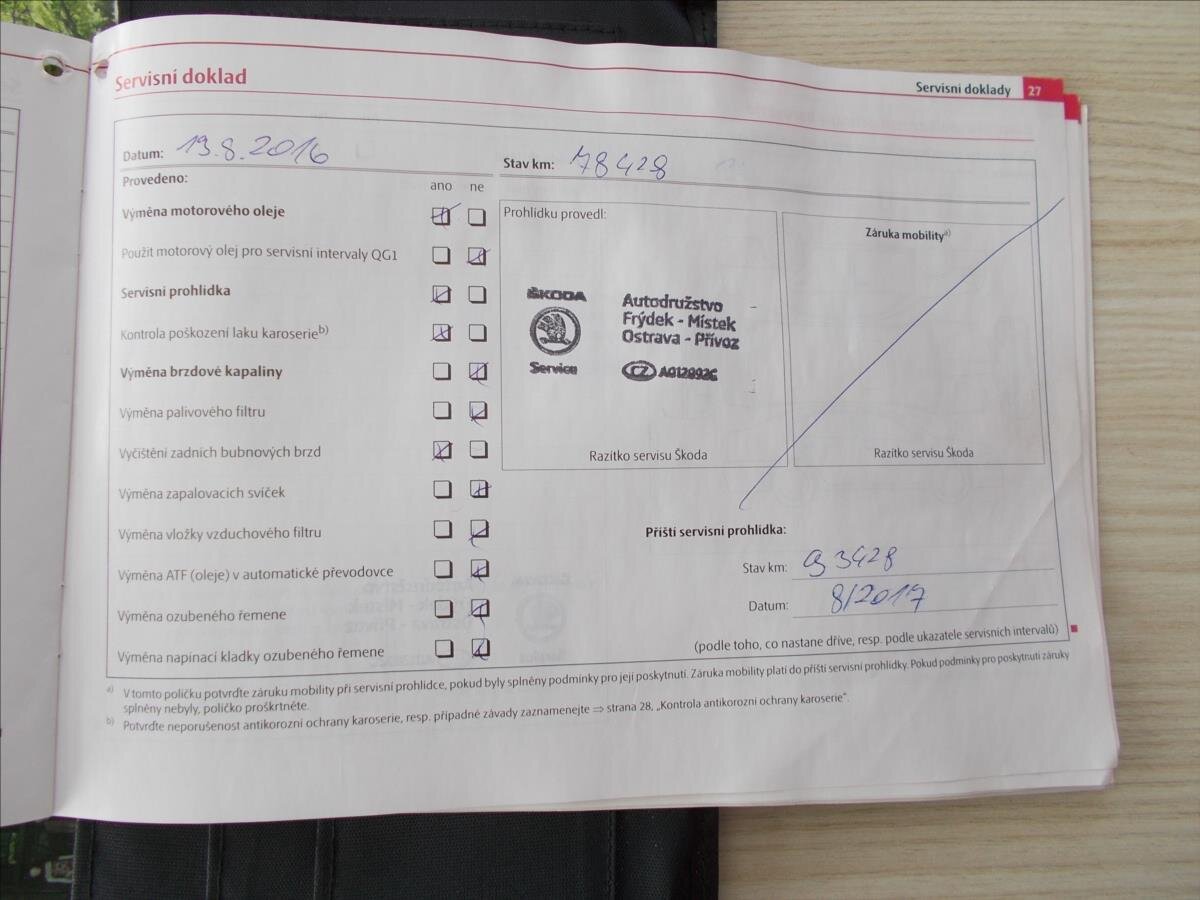 Servisní doklad
Servisní doklady 27
Datum: 19.8.2016
Stav km: 78428
Provedeno:
ano ne
Výměna motorového oleje
Použit motorový olej pro servisní intervaly QG1
Servisní prohlídka
Kontrola poškození laku karoserie b)
Výměna brzdové kapaliny
Výměna palivového filtru
Vyčištění zadních bubnových brzd
Výměna zapalovacích svíček
Výměna vložky vzduchového filtru
Výměna ATF (oleje) v automatické převodovce
Výměna ozubeného řemene
Výměna napínací kladky ozubeného řemene
Prohlídku provedl:
ŠKODA
Service
Autodružstvo
Frýdek - Místek
Ostrava - Přívoz
CZ
Razítko servisu Škoda
Záruka mobility a)
Razítko servisu Škoda
Příští servisní prohlídka:
Stav km: 93428
Datum: 8/2017
(podle toho, co nastane dříve, resp. podle ukazatele servisních intervalů)
a) V tomto políčku potvrďte záruku mobility při servisní prohlídce, pokud byly splněny podmínky pro její poskytnutí. Záruka mobility platí do příští servisní prohlídky. Pokud podmínky pro poskytnutí záruky
splněny nebyly, políčko proškrtněte.
b) Potvrďte neporušenost antikorozní ochrany karoserie, resp. případné závady zaznamenejte ⇒ strana 28, „Kontrola antikorozní ochrany karoserie“.